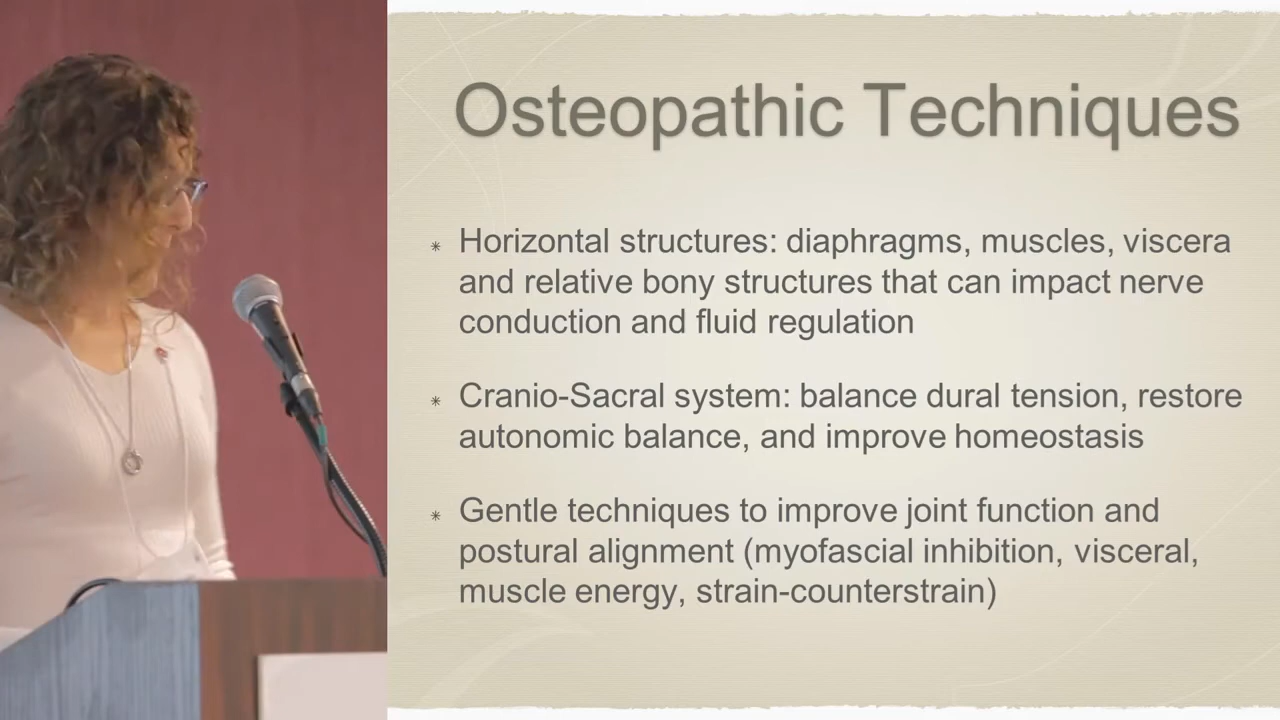 Osteopathic Techniques
Horizontal structures: diaphragms, muscles, viscera
and relative bony structures that can impact nerve
conduction and fluid regulation
Cranio-Sacral system: balance dural tension, restore
autonomic balance, and improve homeostasis
Gentle techniques to improve joint function and
postural alignment (myofascial inhibition, visceral,
muscle energy, strain-counterstrain)